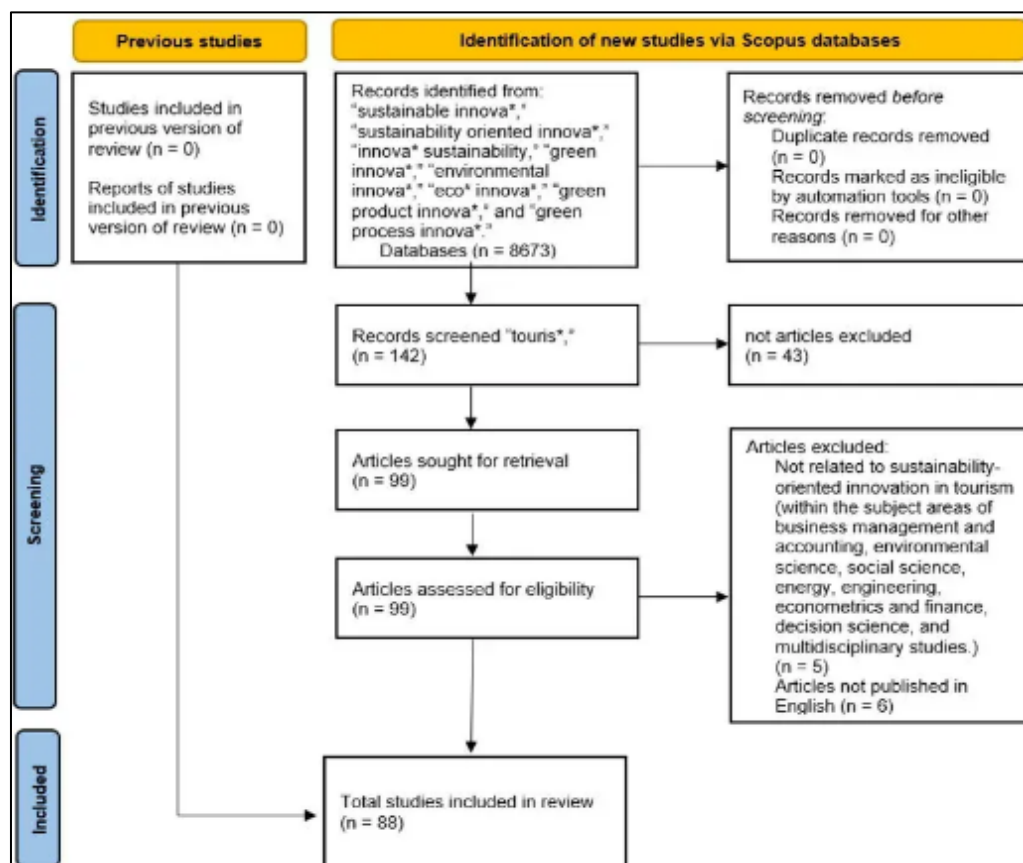 Previous studies
Identification of new studies via Scopus databases
Identification
Studies included in
previous version of
review (n = 0)
Reports of studies
included in previous
version of review (n = 0)
Records identified from:
"sustainable innova*,"
"sustainability oriented innova*,"
"innova* sustainability," "green
innova*," "environmental
innova*," "eco* innova*," "green
product innova*," and "green
process innova*."
Databases (n = 8673)
Records removed before
screening:
Duplicate records removed
(n = 0)
Records marked as ineligible
by automation tools (n = 0)
Records removed for other
reasons (n = 0)
Screening
Records screened "touris*,"
(n = 142)
not articles excluded
(n = 43)
Articles sought for retrieval
(n = 99)
Articles assessed for eligibility
(n = 99)
Articles excluded:
Not related to sustainability-
oriented innovation in tourism
(within the subject areas of
business management and
accounting, environmental
science, social science,
energy, engineering,
econometrics and finance,
decision science, and
multidisciplinary studies.)
(n = 5)
Articles not published in
English (n = 6)
Included
Total studies included in review
(n = 88)